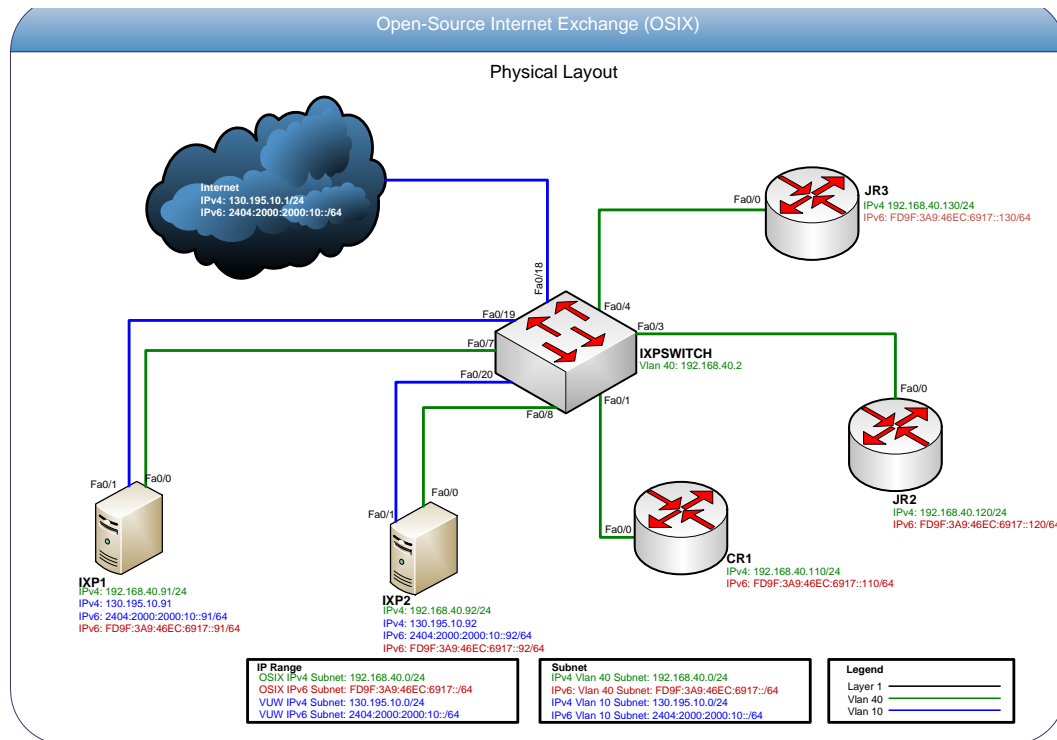 Open-Source Internet Exchange (OSIX)
Physical Layout
Internet
IPv4: 130.195.10.1/24
IPv6: 2404:2000:2000:10::/64
Fa0/18
Fa0/0
JR3
IPv4 192.168.40.130/24
IPv6: FD9F:3A9:46EC:6917::130/64
Fa0/4
Fa0/19
Fa0/3
Fa0/7
IXPSWITCH
Vlan 40: 192.168.40.2
Fa0/20
Fa0/8
Fa0/1
Fa0/0
JR2
IPv4: 192.168.40.120/24
IPv6: FD9F:3A9:46EC:6917::120/64
Fa0/1
Fa0/0
IXP1
IPv4: 192.168.40.91/24
IPv4: 130.195.10.91
IPv6: 2404:2000:2000:10::91/64
IPv6: FD9F:3A9:46EC:6917::91/64
Fa0/1
Fa0/0
IXP2
IPv4: 192.168.40.92/24
IPv4: 130.195.10.92
IPv6: 2404:2000:2000:10::92/64
IPv6: FD9F:3A9:46EC:6917::92/64
Fa0/0
CR1
IPv4: 192.168.40.110/24
IPv6: FD9F:3A9:46EC:6917::110/64
IP Range
OSIX IPv4 Subnet: 192.168.40.0/24
OSIX IPv6 Subnet: FD9F:3A9:46EC:6917::/64
VUW IPv4 Subnet: 130.195.10.0/24
VUW IPv6 Subnet: 2404:2000:2000:10::/64
Subnet
IPv4 Vlan 40 Subnet: 192.168.40.0/24
IPv6: Vlan 40 Subnet: FD9F:3A9:46EC:6917::/64
IPv4 Vlan 10 Subnet: 130.195.10.0/24
IPv6 Vlan 10 Subnet: 2404:2000:2000:10::/64
Legend
Layer 1
Vlan 40
Vlan 10